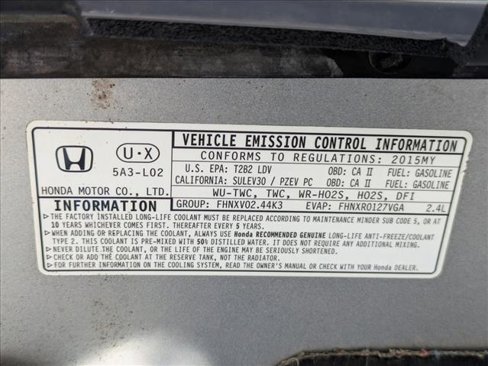 VEHICLE EMISSION CONTROL INFORMATION
CONFORMS TO REGULATIONS: 2015MY
U·X
5A3-L02
HONDA MOTOR CO., LTD.
U.S. EPA: T2B2 LDV OBD: CA II FUEL: GASOLINE
CALIFORNIA: SULEV30 / PZEV PC OBD: CA II FUEL: GASOLINE
WU-TWC, TWC, WR-HO2S, HO2S, DFI
GROUP: FHNXV02.44K3 EVAP: FHNXR0127VGA 2.4L
INFORMATION
▷THE FACTORY INSTALLED LONG-LIFE COOLANT MUST BE REPLACED ACCORDING TO MAINTENANCE MINDER SUB CODE 5, OR AT
10 YEARS WHICHEVER COMES FIRST. THEREAFTER EVERY 5 YEARS.
▷WHEN ADDING OR REPLACING THE COOLANT, ALWAYS USE Honda RECOMMENDED GENUINE LONG-LIFE ANTI-FREEZE/COOLANT
TYPE 2. THIS COOLANT IS PRE-MIXED WITH 50% DISTILLED WATER. IT DOES NOT REQUIRE ANY ADDITIONAL MIXING.
▷NEVER DILUTE THE COOLANT, OR THE LIFE OF THE ENGINE MAY BE SERIOUSLY SHORTENED.
▷CHECK AND ADD COOLANT AT THE RESERVE TANK, NOT THE RADIATOR.
▷FOR FURTHER INFORMATION ON THE COOLING SYSTEM, READ THE OWNER'S MANUAL OR CHECK WITH YOUR Honda DEALER.